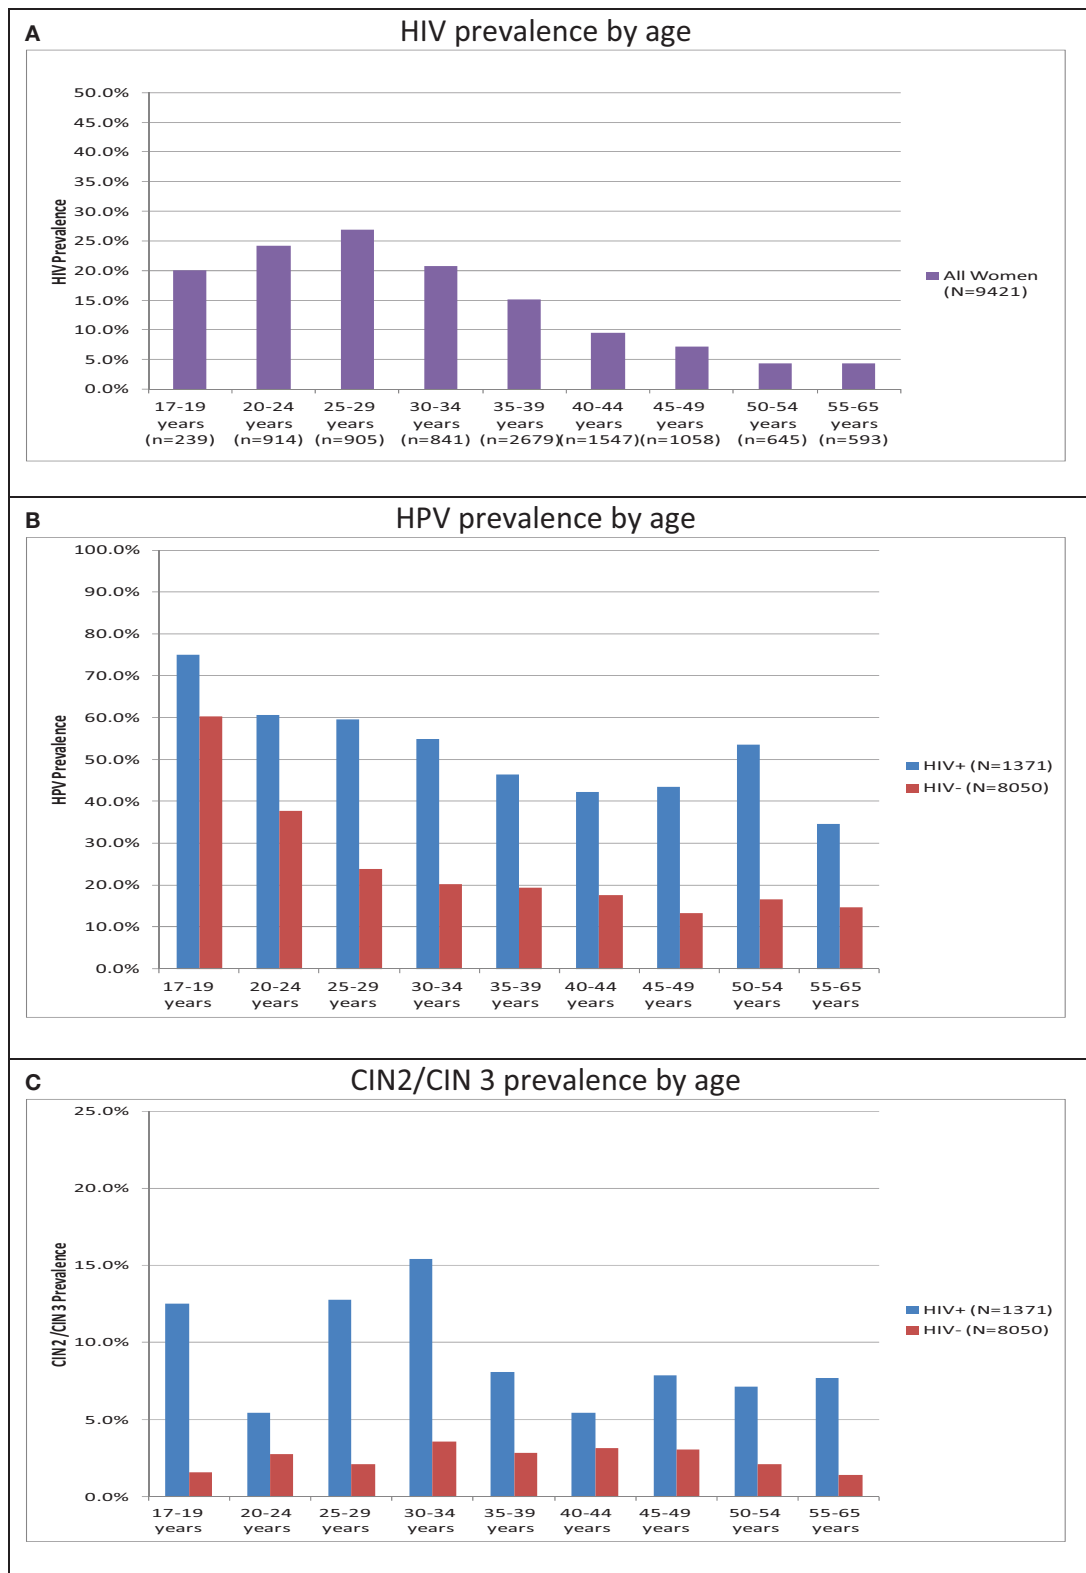 A
HIV prevalence by age
50.0%
45.0%
40.0%
35.0%
30.0%
25.0%
20.0%
15.0%
10.0%
5.0%
0.0%
HIV Prevalence
17-19 20-24 25-29 30-34 35-39 40-44 45-49 50-54 55-65
years years years years years years years years years
(n=239) (n=914) (n=905) (n=841) (n=2679) (n=1547) (n=1058) (n=645) (n=593)
All Women
(N=9421)
B
HPV prevalence by age
100.0%
90.0%
80.0%
70.0%
60.0%
50.0%
40.0%
30.0%
20.0%
10.0%
0.0%
HPV Prevalence
17-19 20-24 25-29 30-34 35-39 40-44 45-49 50-54 55-65
years years years years years years years years years
HIV+ (N=1371)
HIV- (N=8050)
C
CIN2/CIN 3 prevalence by age
25.0%
20.0%
15.0%
10.0%
5.0%
0.0%
CIN2 /CIN 3 Prevalence
17-19 20-24 25-29 30-34 35-39 40-44 45-49 50-54 55-65
years years years years years years years years years
HIV+ (N=1371)
HIV- (N=8050)